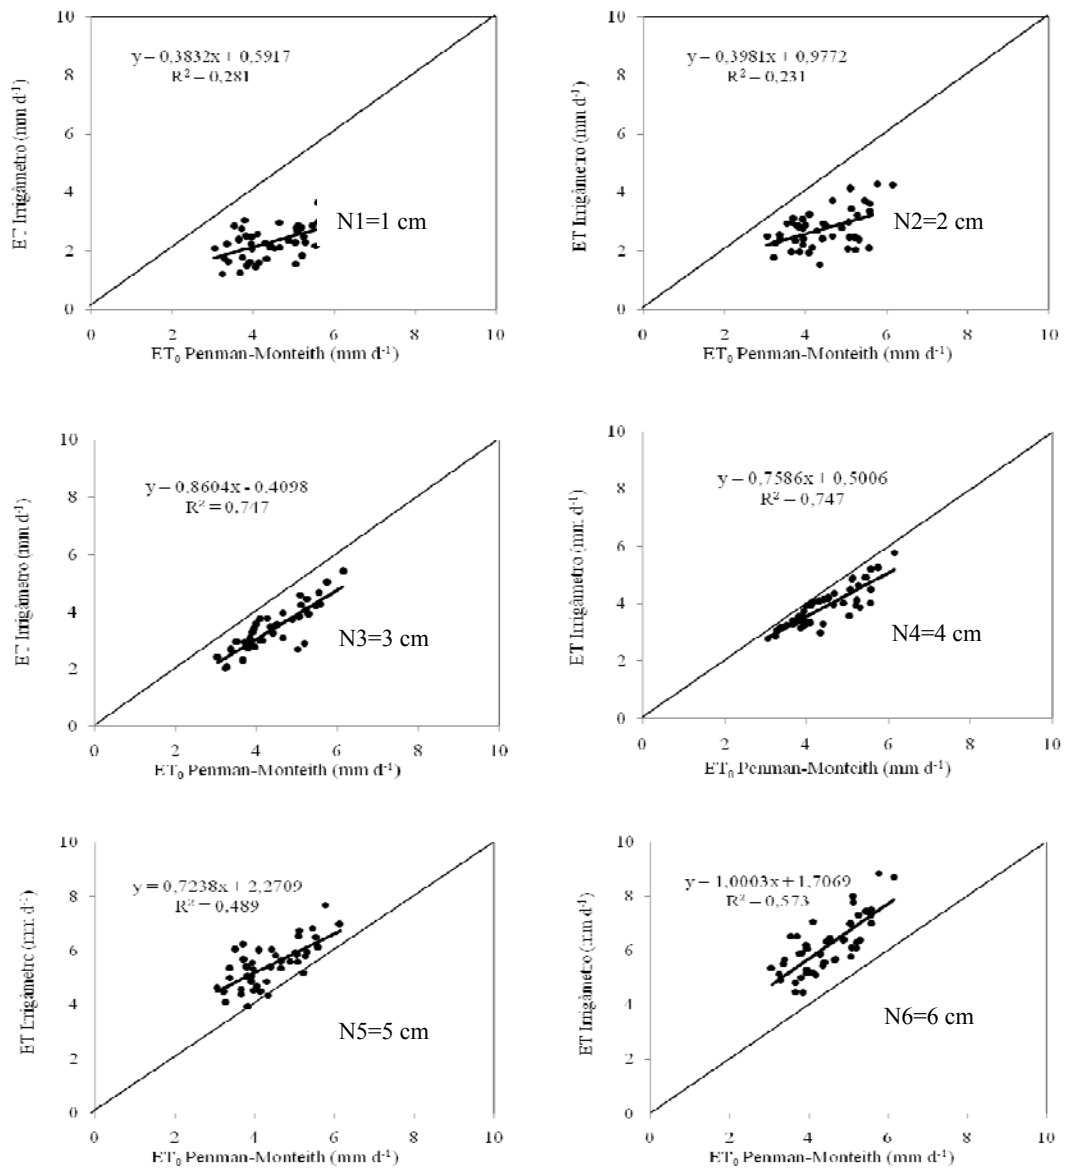 y = 0,3832x + 0,5917
R² = 0,281
N1=1 cm
ET Irrigâmetro (mm d⁻¹)
10
8
6
4
2
0
0 2 4 6 8 10
ET₀ Penman-Monteith (mm d⁻¹)
y = 0,3981x + 0,9772
R² = 0,231
N2=2 cm
ET Irrigâmetro (mm d⁻¹)
10
8
6
4
2
0
0 2 4 6 8 10
ET₀ Penman-Monteith (mm d⁻¹)
y = 0,8604x - 0,4098
R² = 0,747
N3=3 cm
ET Irrigâmetro (mm d⁻¹)
10
8
6
4
2
0
0 2 4 6 8 10
ET₀ Penman-Monteith (mm d⁻¹)
y = 0,7586x + 0,5006
R² = 0,747
N4=4 cm
ET Irrigâmetro (mm d⁻¹)
10
8
6
4
2
0
0 2 4 6 8 10
ET₀ Penman-Monteith (mm d⁻¹)
y = 0,7238x + 2,2709
R² = 0,489
N5=5 cm
ET Irrigâmetro (mm d⁻¹)
10
8
6
4
2
0
0 2 4 6 8 10
ET₀ Penman-Monteith (mm d⁻¹)
y = 1,0003x + 1,7069
R² = 0,573
N6=6 cm
ET Irrigâmetro (mm d⁻¹)
10
8
6
4
2
0
0 2 4 6 8 10
ET₀ Penman-Monteith (mm d⁻¹)